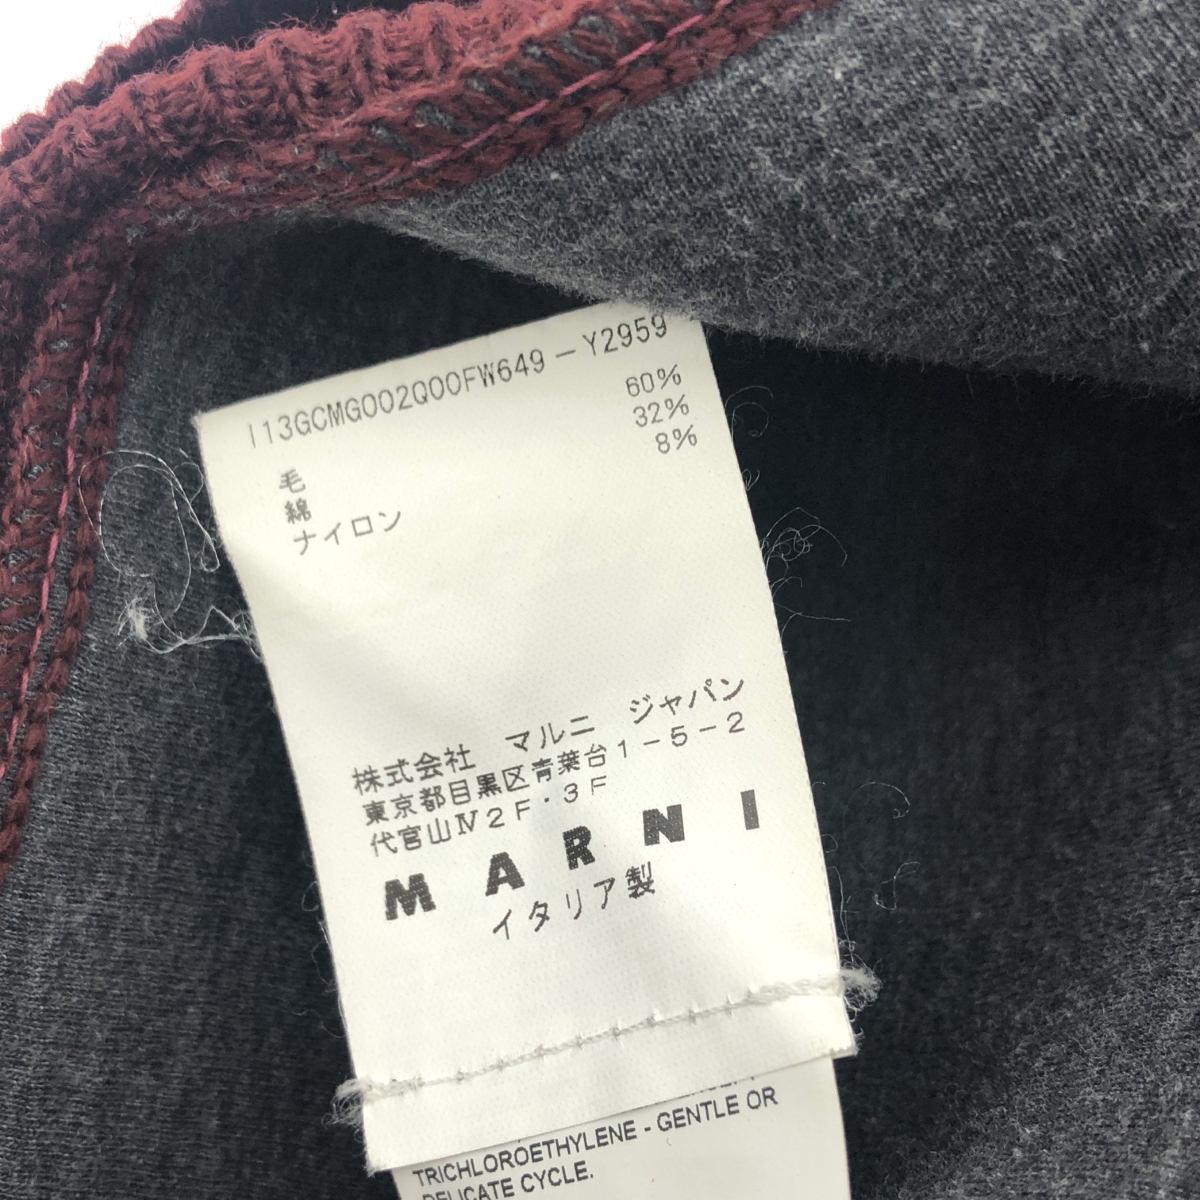 I13GCMG002Q00FW649-Y2959
毛 60%
綿 32%
ナイロン 8%
株式会社 マルニ ジャパン
東京都目黒区青葉台1-5-2
代官山Ⅳ2F・3F
MARNI
イタリア製
TRICHLOROETHYLENE - GENTLE OR
DELICATE CYCLE.